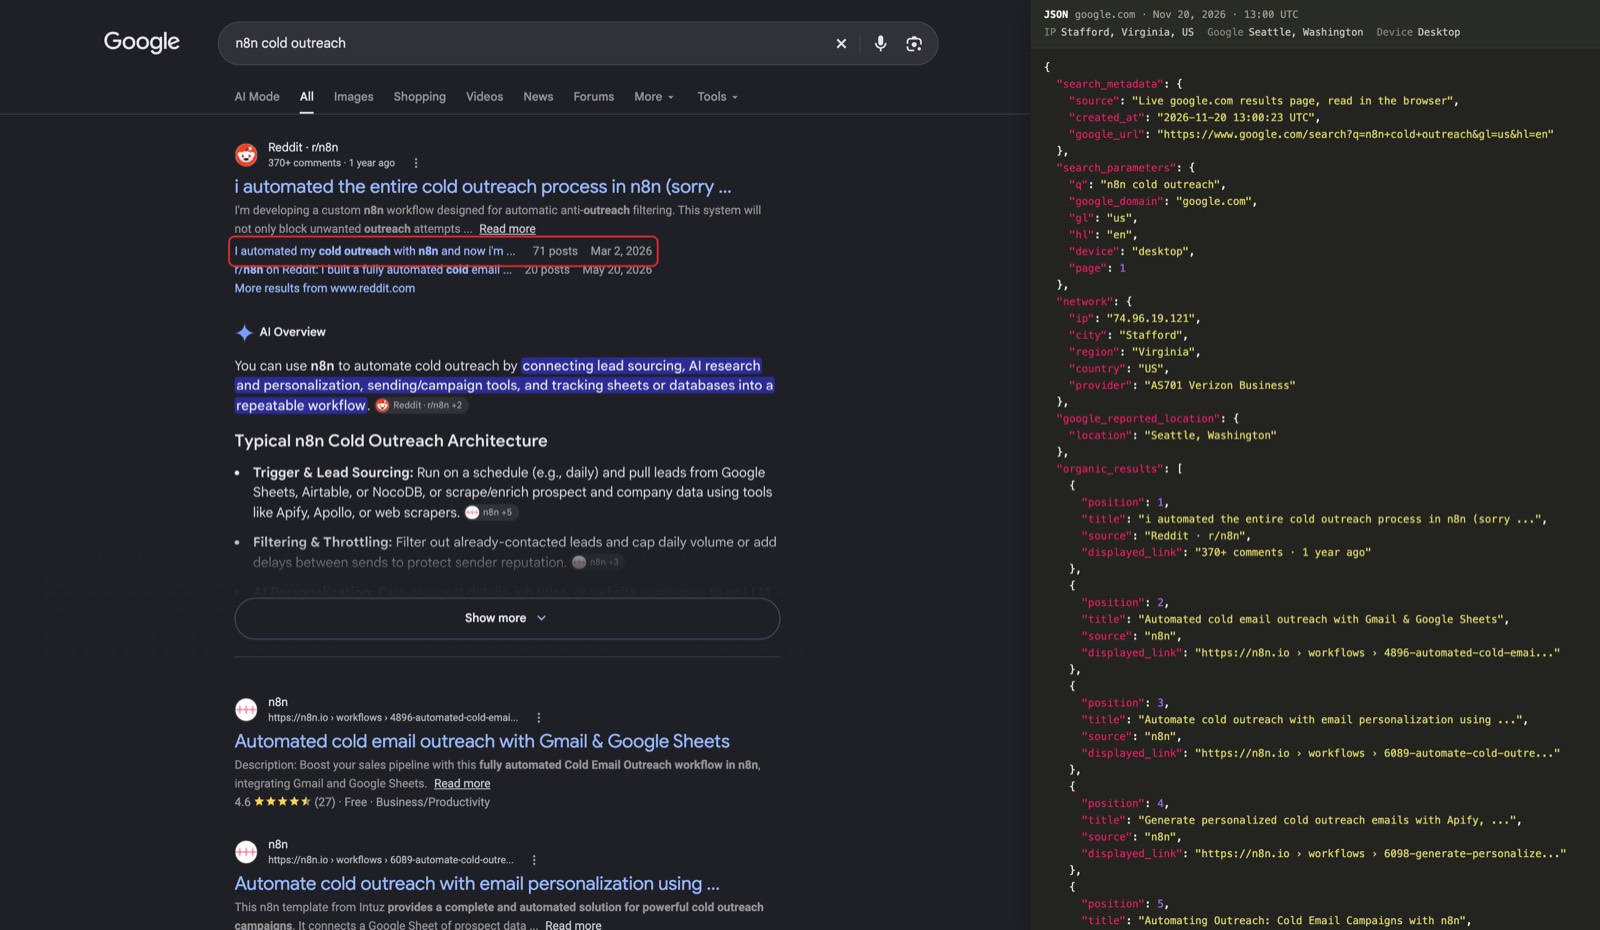 Google
n8n cold outreach
AI Mode All Images Shopping Videos News Forums More Tools
Reddit · r/n8n
370+ comments · 1 year ago
i automated the entire cold outreach process in n8n (sorry ...
I'm developing a custom n8n workflow designed for automatic anti-outreach filtering. This system will
not only block unwanted outreach attempts ... Read more
I automated my cold outreach with n8n and now i'm ... 71 posts Mar 2, 2026
r/n8n on Reddit: I built a fully automated cold email ... 20 posts May 20, 2026
More results from www.reddit.com
AI Overview
You can use n8n to automate cold outreach by connecting lead sourcing, AI research
and personalization, sending/campaign tools, and tracking sheets or databases into a
repeatable workflow. Reddit · r/n8n +2
Typical n8n Cold Outreach Architecture
• Trigger & Lead Sourcing: Run on a schedule (e.g., daily) and pull leads from Google
Sheets, Airtable, or NocoDB, or scrape/enrich prospect and company data using tools
like Apify, Apollo, or web scrapers. n8n +5
• Filtering & Throttling: Filter out already-contacted leads and cap daily volume or add
delays between sends to protect sender reputation. n8n +3
Show more
n8n
https://n8n.io › workflows › 4896-automated-cold-emai...
Automated cold email outreach with Gmail & Google Sheets
Description: Boost your sales pipeline with this fully automated Cold Email Outreach workflow in n8n,
integrating Gmail and Google Sheets. Read more
4.6 (27) · Free · Business/Productivity
n8n
https://n8n.io › workflows › 6089-automate-cold-outre...
Automate cold outreach with email personalization using ...
This n8n template from Intuz provides a complete and automated solution for powerful cold outreach
campaigns. It connects a Google Sheet of prospect data ... Read more
JSON google.com · Nov 20, 2026 · 13:00 UTC
IP Stafford, Virginia, US Google Seattle, Washington Device Desktop
{
"search_metadata": {
"source": "Live google.com results page, read in the browser",
"created_at": "2026-11-20 13:00:23 UTC",
"google_url": "https://www.google.com/search?q=n8n+cold+outreach&gl=us&hl=en"
},
"search_parameters": {
"q": "n8n cold outreach",
"google_domain": "google.com",
"gl": "us",
"hl": "en",
"device": "desktop",
"page": 1
},
"network": {
"ip": "74.96.19.121",
"city": "Stafford",
"region": "Virginia",
"country": "US",
"provider": "AS701 Verizon Business"
},
"google_reported_location": {
"location": "Seattle, Washington"
},
"organic_results": [
{
"position": 1,
"title": "i automated the entire cold outreach process in n8n (sorry ...",
"source": "Reddit · r/n8n",
"displayed_link": "370+ comments · 1 year ago"
},
{
"position": 2,
"title": "Automated cold email outreach with Gmail & Google Sheets",
"source": "n8n",
"displayed_link": "https://n8n.io › workflows › 4896-automated-cold-emai..."
},
{
"position": 3,
"title": "Automate cold outreach with email personalization using ...",
"source": "n8n",
"displayed_link": "https://n8n.io › workflows › 6089-automate-cold-outre..."
},
{
"position": 4,
"title": "Generate personalized cold outreach emails with Apify, ...",
"source": "n8n",
"displayed_link": "https://n8n.io › workflows › 6098-generate-personalize..."
},
{
"position": 5,
"title": "Automating Outreach: Cold Email Campaigns with n8n",